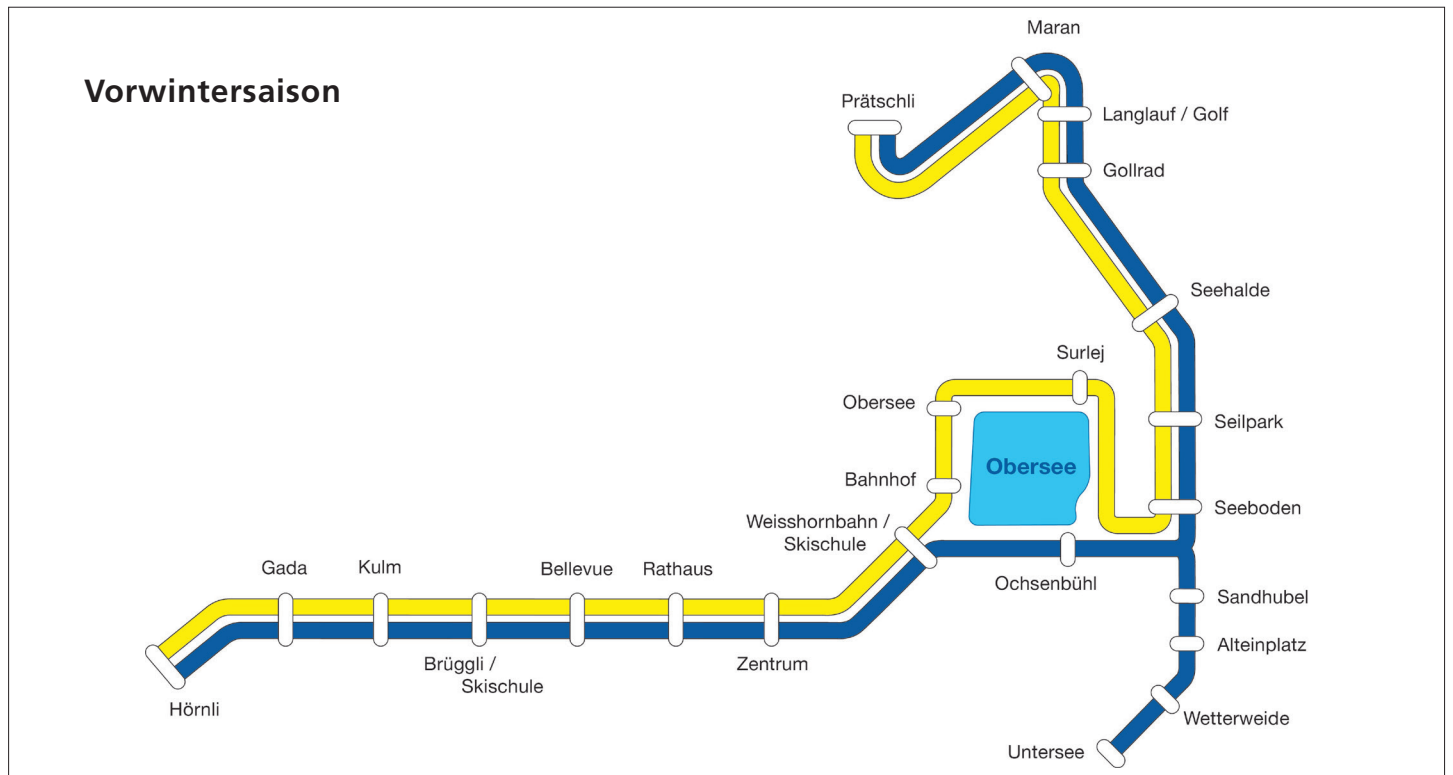 Vorwintersaison
Maran
Prätschli
Langlauf / Golf
Gollrad
Seehalde
Surlej
Obersee
Seilpark
Obersee
Bahnhof
Seeboden
Weisshornbahn /
Skischule
Ochsenbühl
Gada
Kulm
Bellevue
Rathaus
Sandhubel
Alteinplatz
Brüggli /
Skischule
Zentrum
Hörnli
Wetterweide
Untersee